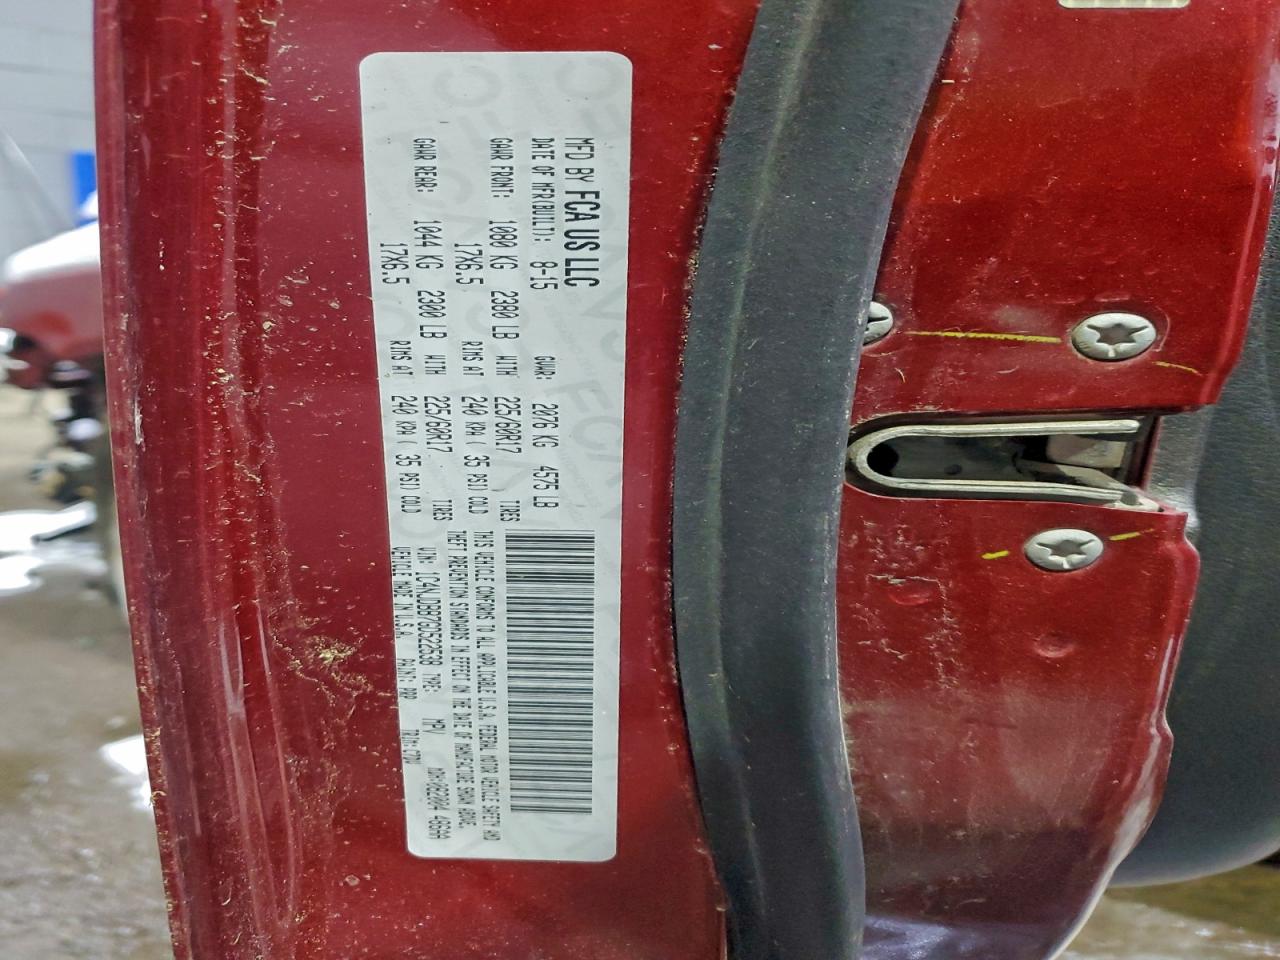 MFD BY FCA US LLC
DATE OF MFR(BUILT): 8-15 GVWR: 2076 KG 4575 LB
GAWR FRONT: 1080 KG 2380 LB WITH 225/60R17 TIRES
17X6.5 RIMS AT 240 KPA( 35 PSI) COLD
GAWR REAR: 1044 KG 2300 LB WITH 225/60R17 TIRES
17X6.5 RIMS AT 240 KPA( 35 PSI) COLD
THIS VEHICLE CONFORMS TO ALL APPLICABLE U.S.A. FEDERAL MOTOR VEHICLE SAFETY AND
THEFT PREVENTION STANDARDS IN EFFECT ON THE DATE OF MANUFACTURE SHOWN ABOVE.
VIN: 1C4NJDBB7GD522538 TYPE: MPV
VEHICLE MADE IN U.S.A. PAINT: TRIM: